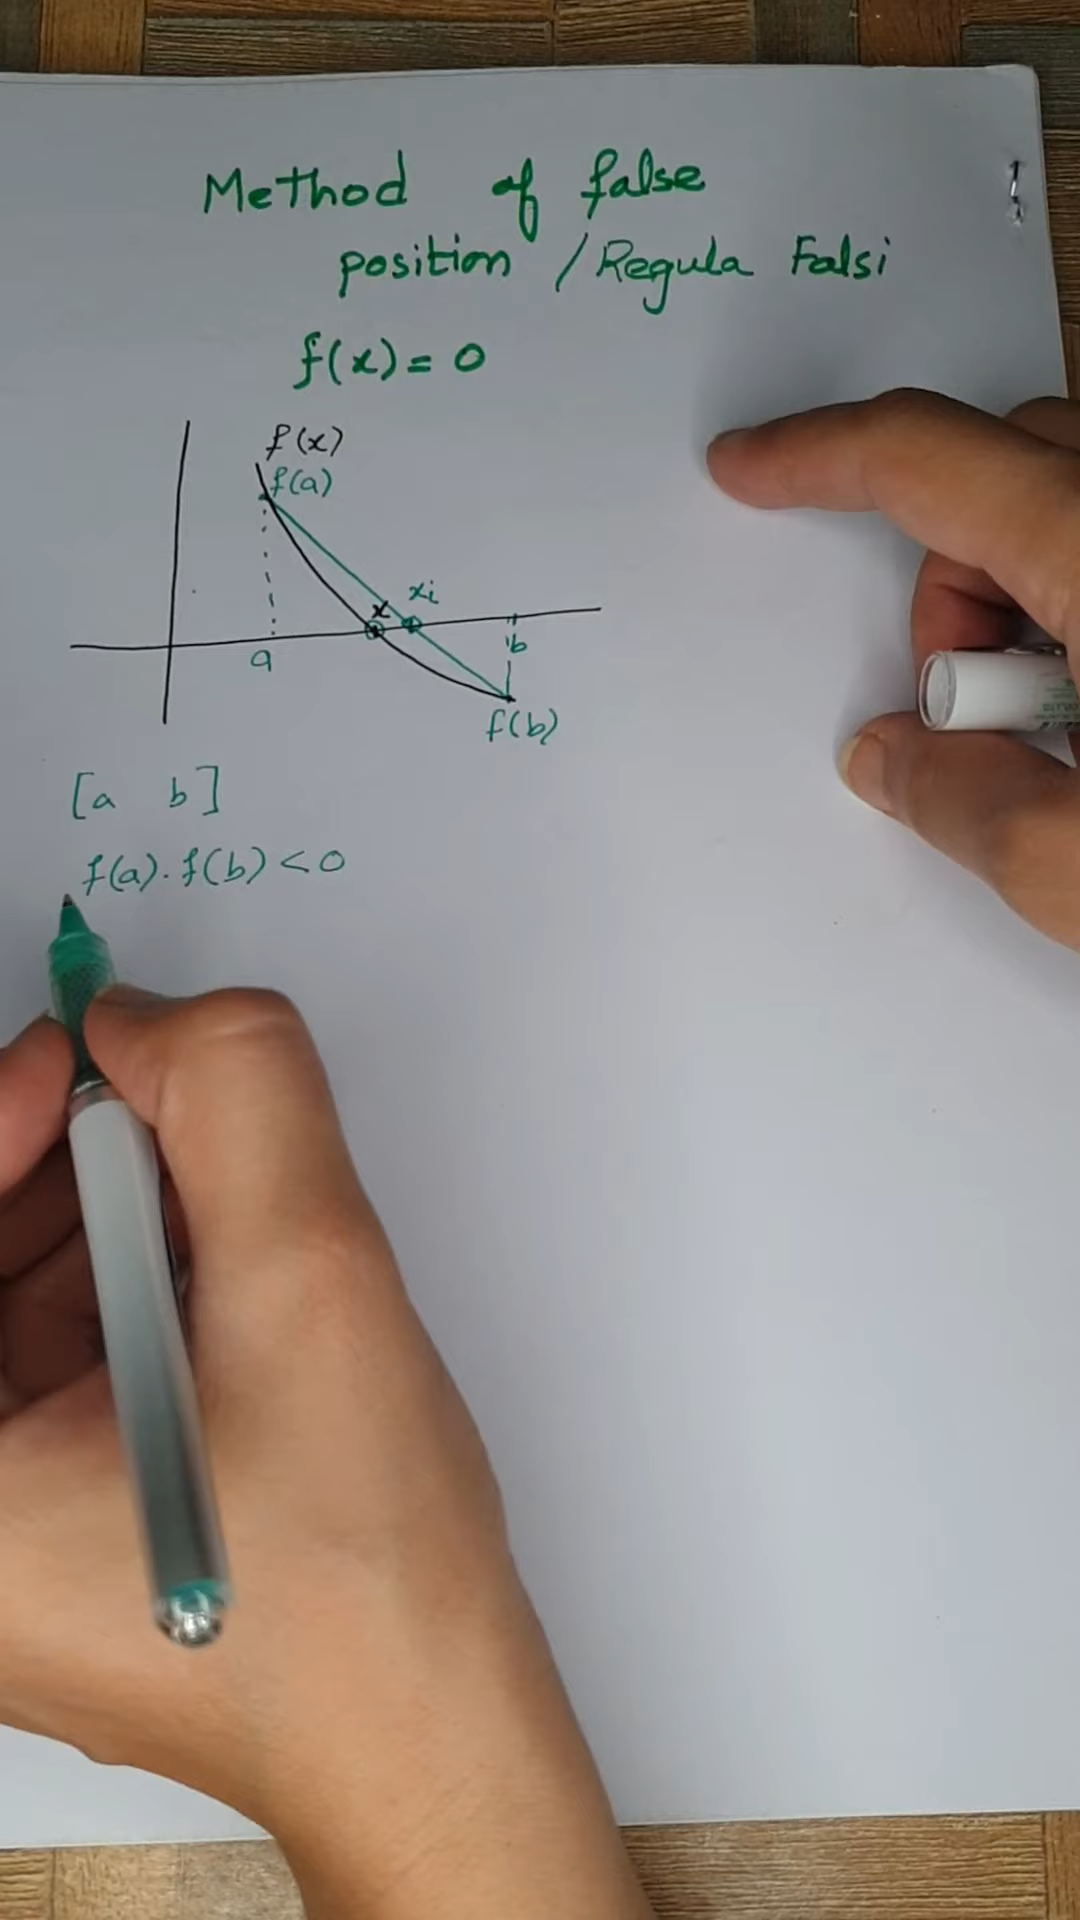 Method of false
position / Regula Falsi
f(x) = 0
f(x)
f(a)
x xi
a
b
f(b)
[a b]
f(a). f(b) < 0